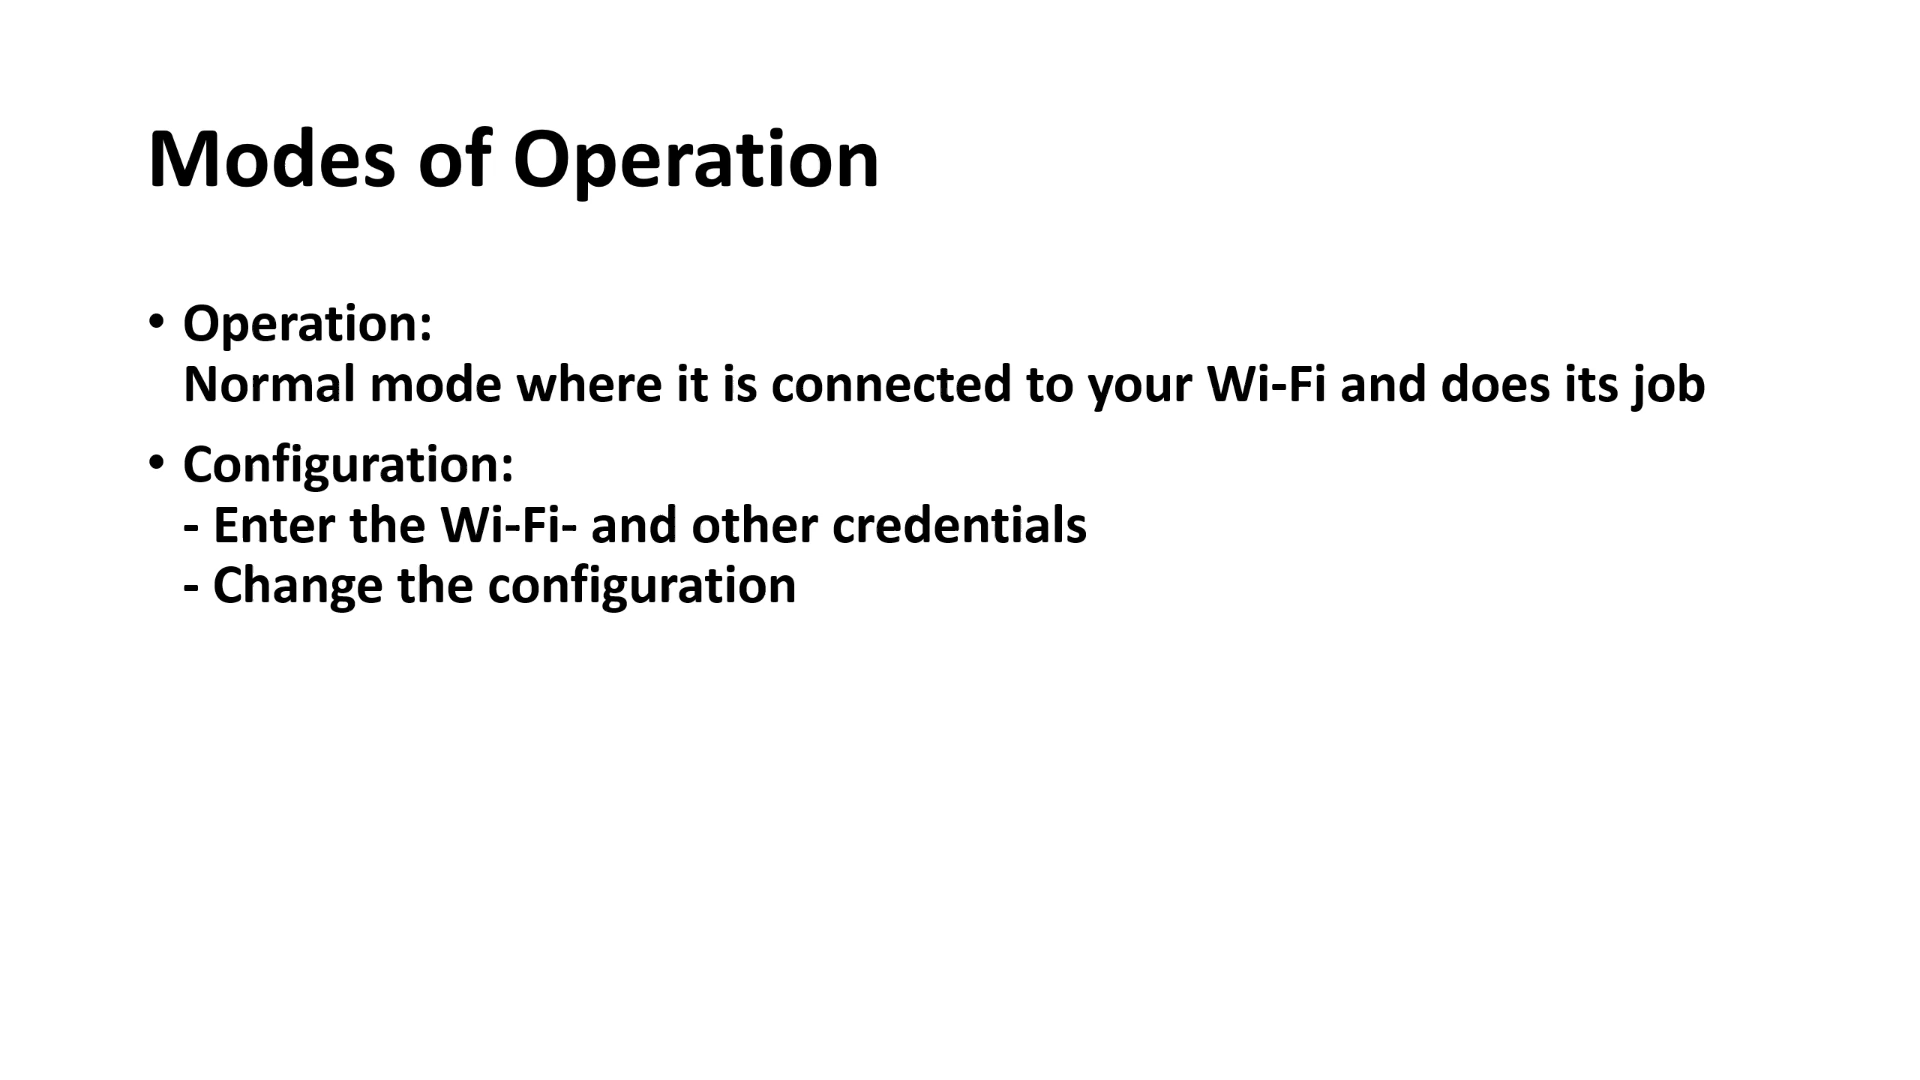 Modes of Operation
• Operation:
Normal mode where it is connected to your Wi-Fi and does its job
• Configuration:
- Enter the Wi-Fi- and other credentials
- Change the configuration